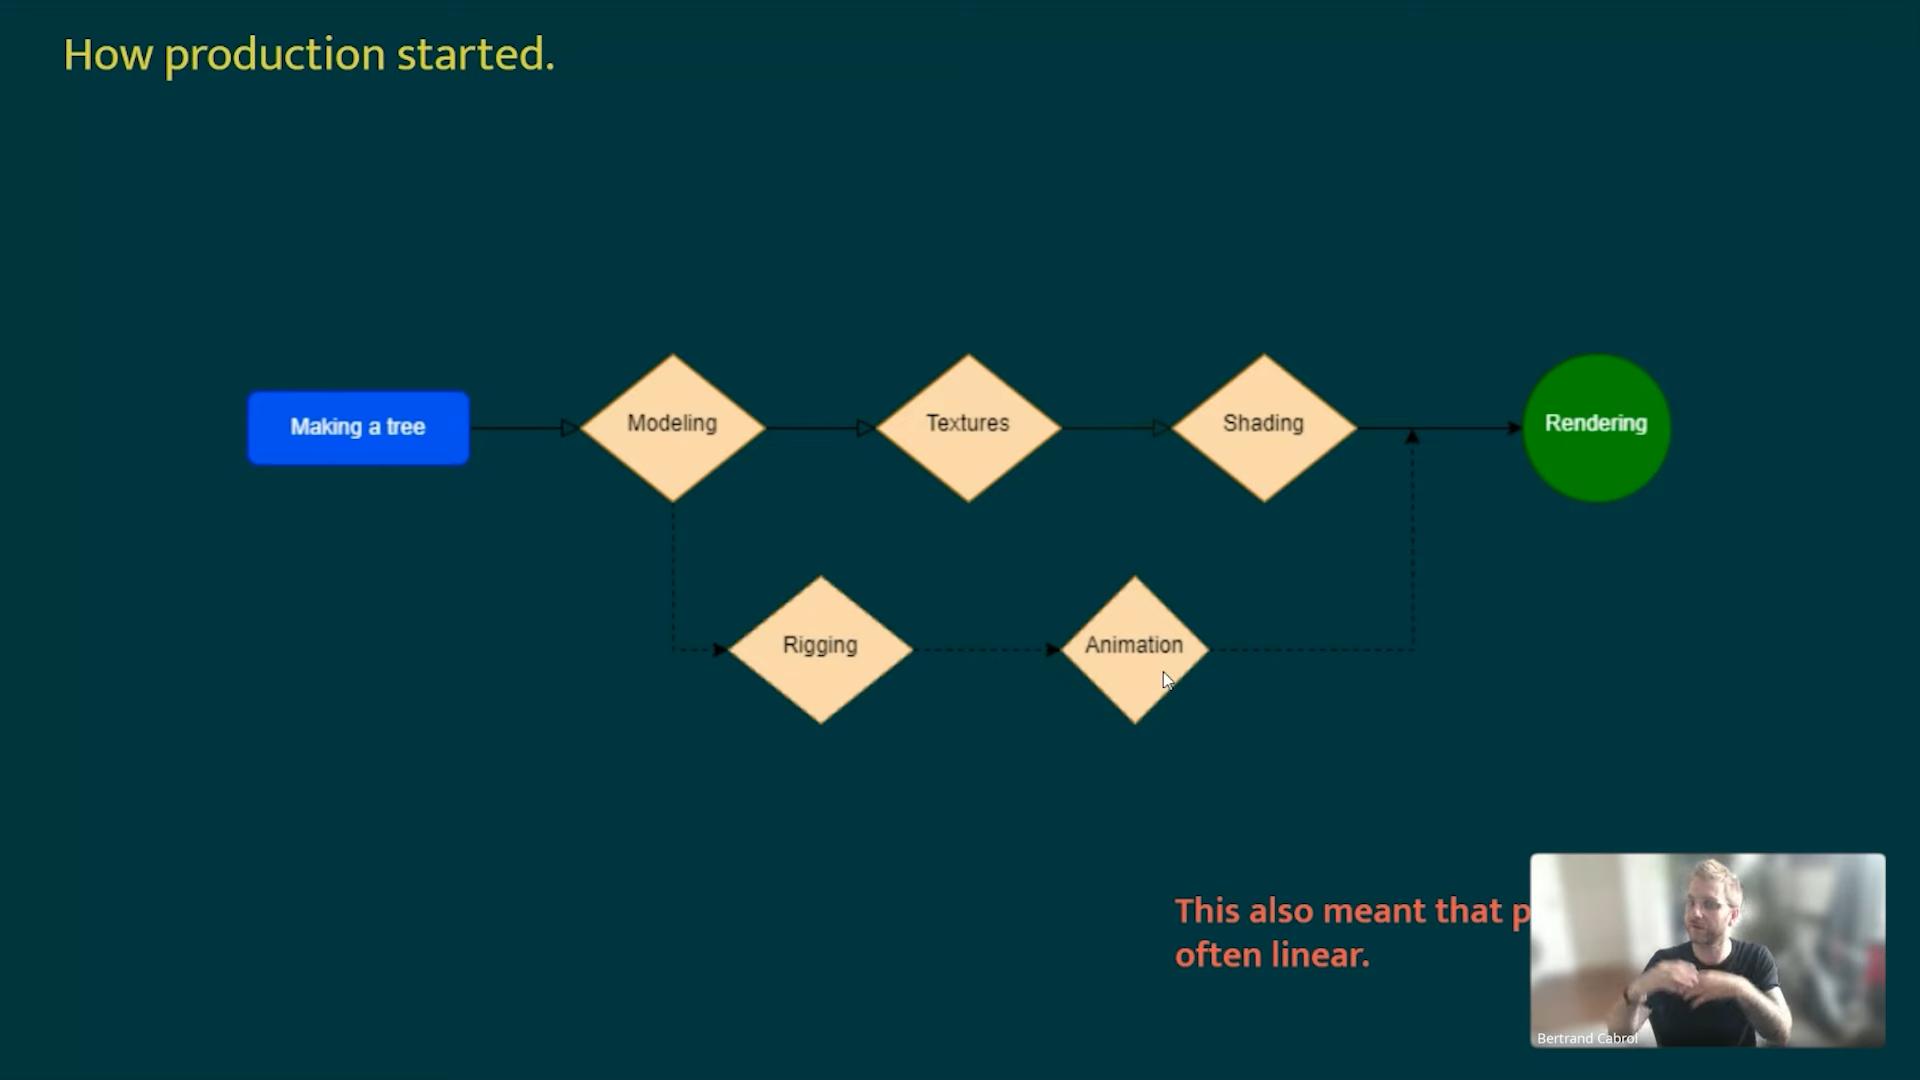 How production started.
Making a tree
Modeling
Textures
Shading
Rendering
Rigging
Animation
This also meant that
often linear.
Bertrand Cabrol